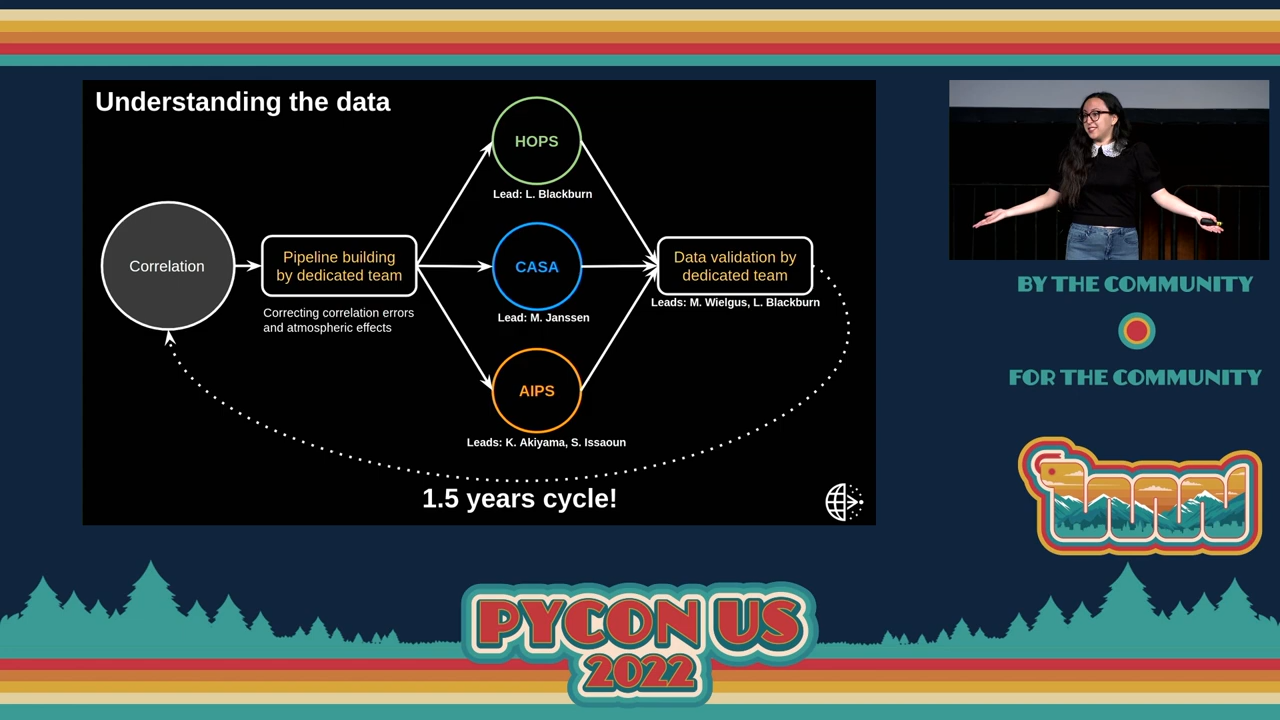 Understanding the data
HOPS
Lead: L. Blackburn
Correlation
Pipeline building
by dedicated team
Correcting correlation errors
and atmospheric effects
CASA
Lead: M. Janssen
Data validation by
dedicated team
Leads: M. Wielgus, L. Blackburn
AIPS
Leads: K. Akiyama, S. Issaoun
1.5 years cycle!
BY THE COMMUNITY
FOR THE COMMUNITY
PYCON US
2022